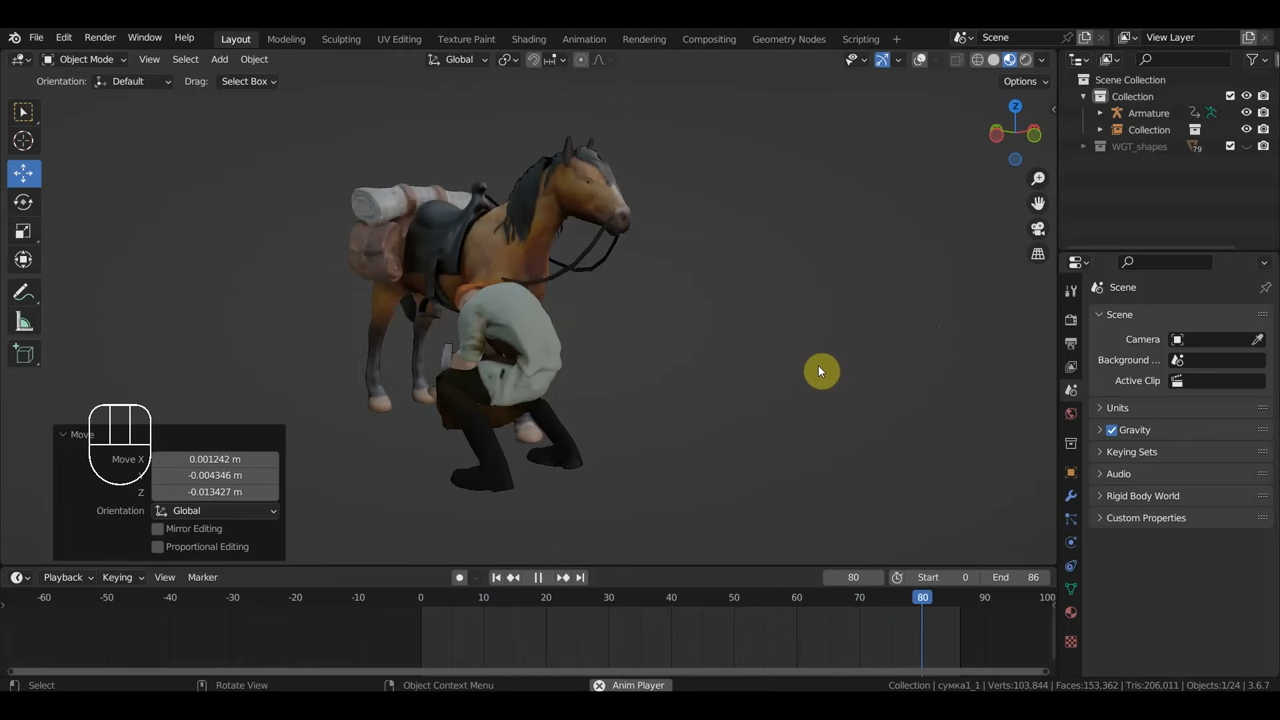 File Edit Render Window Help Layout Modeling Sculpting UV Editing Texture Paint Shading Animation Rendering Compositing Geometry Nodes Scripting + Scene View Layer
Object Mode View Select Add Object Global
Orientation: Default Drag: Select Box Options
Scene Collection
Collection
Armature
Collection
WGT_shapes 79
Z
Scene
Scene
Camera
Background ...
Active Clip
Units
Gravity
Keying Sets
Audio
Rigid Body World
Custom Properties
Move
Move X 0.001242 m
-0.004346 m
Z -0.013427 m
Orientation Global
Mirror Editing
Proportional Editing
Playback Keying View Marker 80 Start 0 End 86
-60 -50 -40 -30 -20 -10 0 10 20 30 40 50 60 70 80 90 100
Select Rotate View Object Context Menu Anim Player Collection | сумка1_1 | Verts:103,844 | Faces:153,362 | Tris:206,011 | Objects:1/24 | 3.6.7